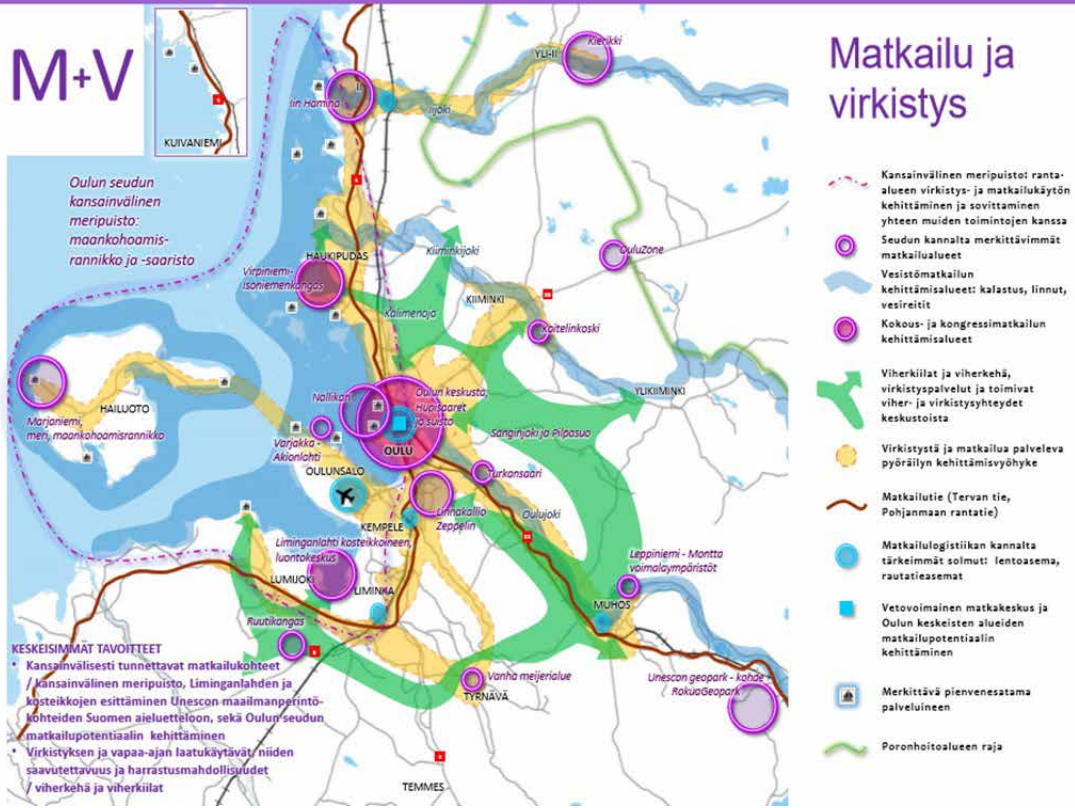 M+V
KUIVANIEMI
Oulun seudun
kansainvälinen
meripuisto:
maankohoamis-
rannikko ja -saaristo
Iin Hamina
II
Iijoki
YLI-II
Kierikki
HAUKIPUDAS
Virpiniemi-
Isoniemenkangas
Kiiminkijoki
Kalimenoja
KIIMINKI
OuluZone
Koitelinkoski
YLIKIIMINKI
Marjaniemi,
meri, maankohoamisrannikko
HAILUOTO
Nallikari
Oulun keskusta,
Hupisaaret
ja suisto
OULU
Varjakka -
Akionlahti
OULUNSALO
Sanginjoki ja Pilpasuo
Turkansaari
Oulujoki
Linnakallio
Zeppelin
KEMPELE
Liminganlahti kosteikkoineen,
luontokeskus
LUMIJOKI
LIMINKA
Leppiniemi - Montta
voimalaympäristöt
MUHOS
Ruutikangas
Vanha meijerialue
TYRNÄVÄ
Unescon geopark - kohde
RokuaGeopark
TEMMES
KESKEISIMMÄT TAVOITTEET
• Kansainvälisesti tunnettavat matkailukohteet
/ kansainvälinen meripuisto, Liminganlahden ja
kosteikkojen esittäminen Unescon maailmanperintö-
kohteiden Suomen aieluetteloon, sekä Oulun seudun
matkailupotentiaalin kehittäminen
• Virkistyksen ja vapaa-ajan laatukäytävät, niiden
saavutettavuus ja harrastusmahdollisuudet
/ viherkehä ja viherkiilat
Matkailu ja
virkistys
Kansainvälinen meripuisto: ranta-
alueen virkistys- ja matkailukäytön
kehittäminen ja sovittaminen
yhteen muiden toimintojen kanssa
Seudun kannalta merkittävimmät
matkailualueet
Vesistömatkailun
kehittämisalueet: kalastus, linnut,
vesireitit
Kokous- ja kongressimatkailun
kehittämisalueet
Viherkiilat ja viherkehä,
virkistyspalvelut ja toimivat
viher- ja virkistysyhteydet
keskustoista
Virkistystä ja matkailua palveleva
pyöräilyn kehittämisvyöhyke
Matkailutie (Tervan tie,
Pohjanmaan rantatie)
Matkailulogistiikan kannalta
tärkeimmät solmut: lentoasema,
rautatieasemat
Vetovoimainen matkakeskus ja
Oulun keskeisten alueiden
matkailupotentiaalin
kehittäminen
Merkittävä pienvenesatama
palveluineen
Poronhoitoalueen raja